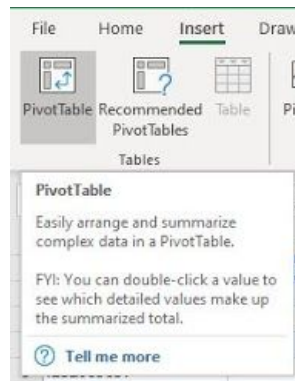 File Home Insert Draw
PivotTable Recommended Table
PivotTables
Tables
PivotTable
Easily arrange and summarize
complex data in a PivotTable.
FYI: You can double-click a value to
see which detailed values make up
the summarized total.
? Tell me more